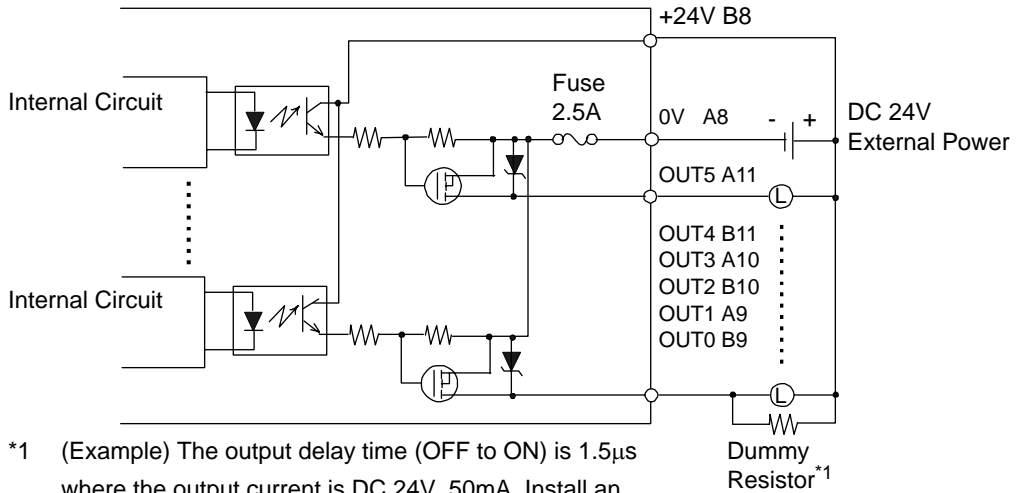 +24V B8
Internal Circuit
Fuse
2.5A
0V A8
- +
DC 24V
External Power
OUT5 A11
L
OUT4 B11
OUT3 A10
OUT2 B10
OUT1 A9
OUT0 B9
Internal Circuit
L
Dummy
Resistor*1
*1 (Example) The output delay time (OFF to ON) is 1.5μs
where the output current is DC 24V, 50mA. Install an